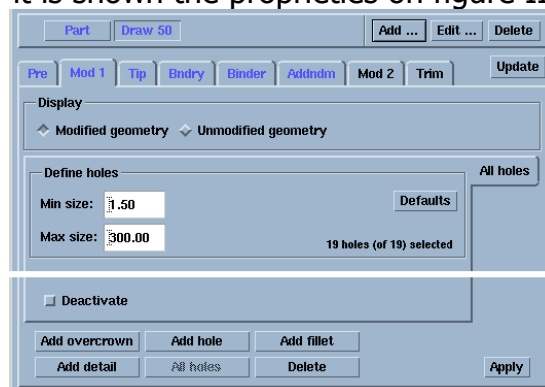 it is shown the prophetics on figure II
Part Draw 50 Add ... Edit ... Delete
Pre Mod 1 Tip Bndry Binder Addndm Mod 2 Trim Update
Display
Modified geometry Unmodified geometry
Define holes All holes
Min size: 1.50 Defaults
Max size: 300.00
19 holes (of 19) selected
Deactivate
Add overcrown Add hole Add fillet
Add detail All holes Delete Apply